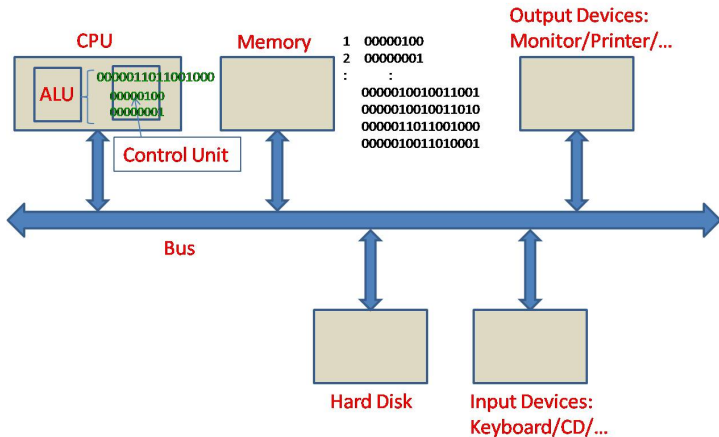 CPU
ALU
0000011011001000
00000100
00000001
Control Unit
Memory
1 00000100
2 00000001
: :
0000010010011001
0000010010011010
0000011011001000
0000010011010001
Output Devices:
Monitor/Printer/...
Bus
Hard Disk
Input Devices:
Keyboard/CD/...